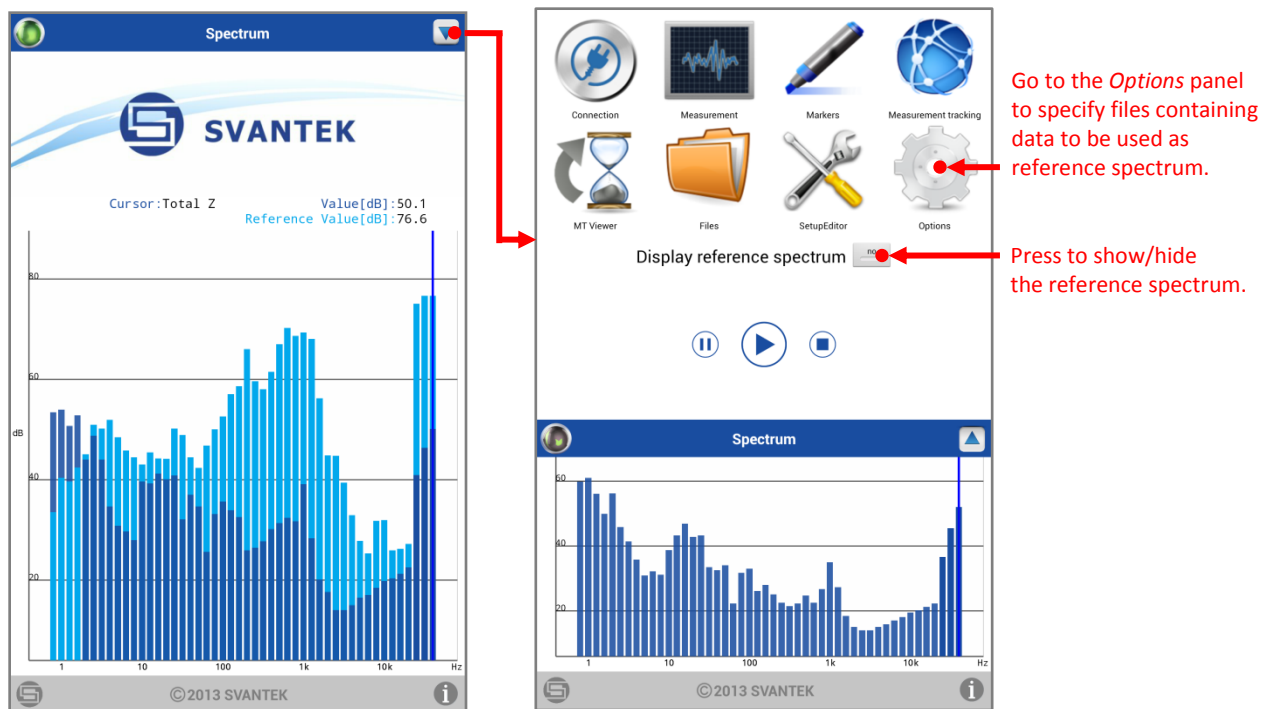 Spectrum
SVANTEK
Cursor:Total Z Value[dB]:50.1
Reference Value[dB]:76.6
80
60
dB
40
20
1 10 100 1k 10k Hz
©2013 SVANTEK
Connection Measurement Markers Measurement tracking
MT Viewer Files SetupEditor Options
Display reference spectrum no
Spectrum
60
40
20
1 10 100 1k 10k Hz
©2013 SVANTEK
Go to the Options panel
to specify files containing
data to be used as
reference spectrum.
Press to show/hide
the reference spectrum.